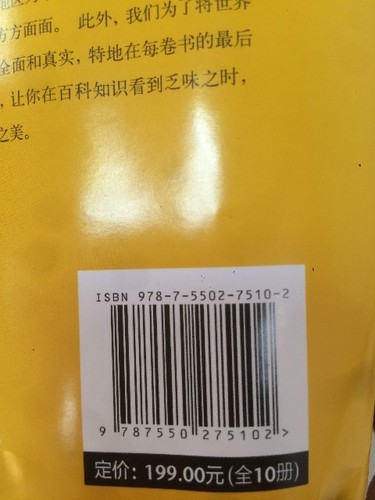 方方面面。 此外，我们为了将世界
全面和真实，特地在每卷书的最后
，让你在百科知识看到乏味之时，
之美。
ISBN 978-7-5502-7510-2
9 787550 275102 >
定价：199.00元(全10册)